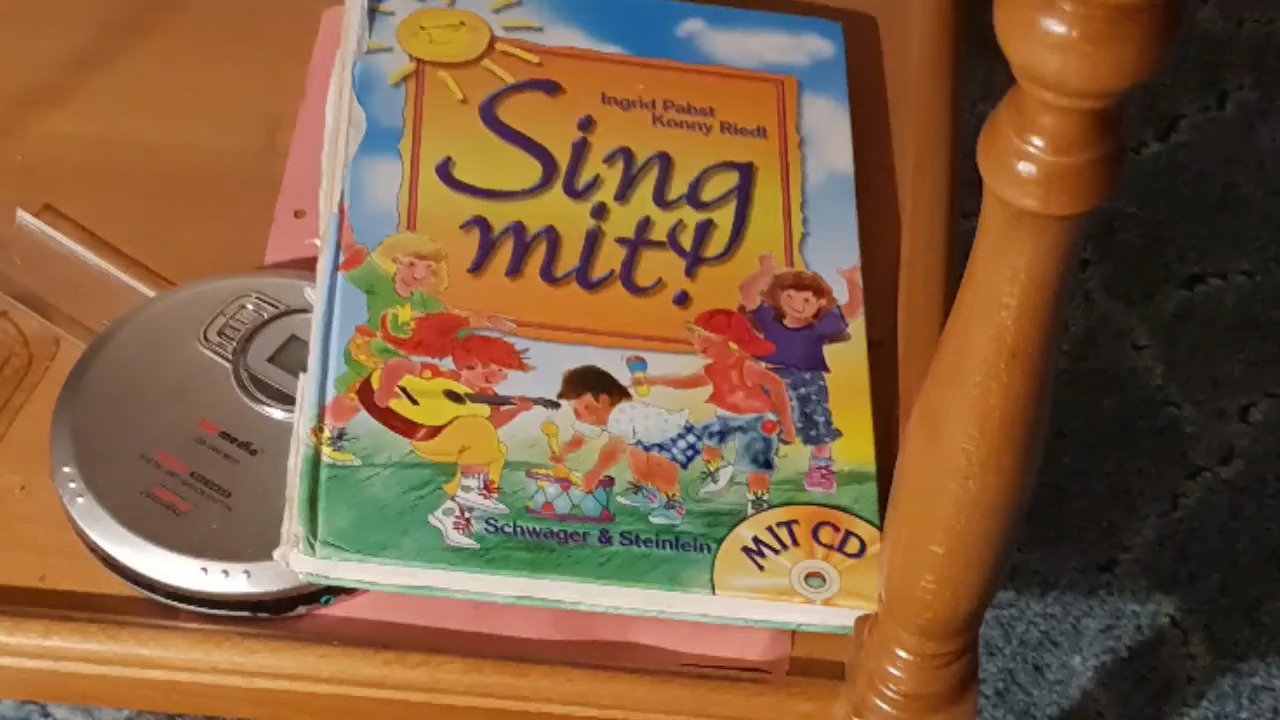 Ingrid Pabst
Konny Riedl
Sing
mit!
Schwager & Steinlein
MIT CD